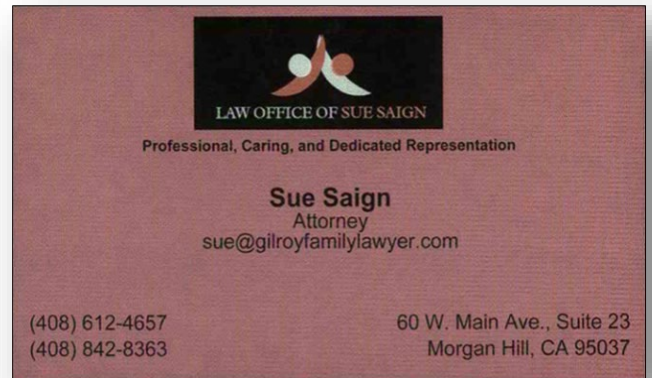 LAW OFFICE OF SUE SAIGN
Professional, Caring, and Dedicated Representation
Sue Saign
Attorney
sue@gilroyfamilylawyer.com
(408) 612-4657
(408) 842-8363
60 W. Main Ave., Suite 23
Morgan Hill, CA 95037